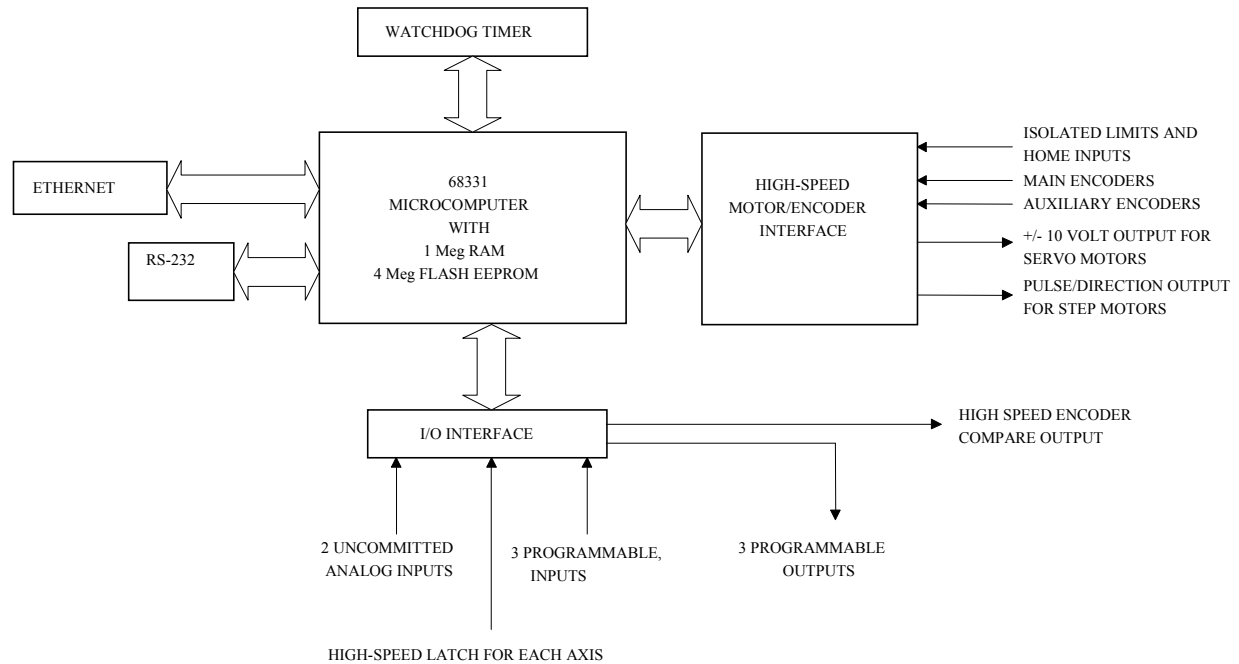 WATCHDOG TIMER
ETHERNET
RS-232
68331
MICROCOMPUTER
WITH
1 Meg RAM
4 Meg FLASH EEPROM
HIGH-SPEED
MOTOR/ENCODER
INTERFACE
ISOLATED LIMITS AND
HOME INPUTS
MAIN ENCODERS
AUXILIARY ENCODERS
+/- 10 VOLT OUTPUT FOR
SERVO MOTORS
PULSE/DIRECTION OUTPUT
FOR STEP MOTORS
I/O INTERFACE
HIGH SPEED ENCODER
COMPARE OUTPUT
2 UNCOMMITTED
ANALOG INPUTS
3 PROGRAMMABLE,
INPUTS
3 PROGRAMMABLE
OUTPUTS
HIGH-SPEED LATCH FOR EACH AXIS